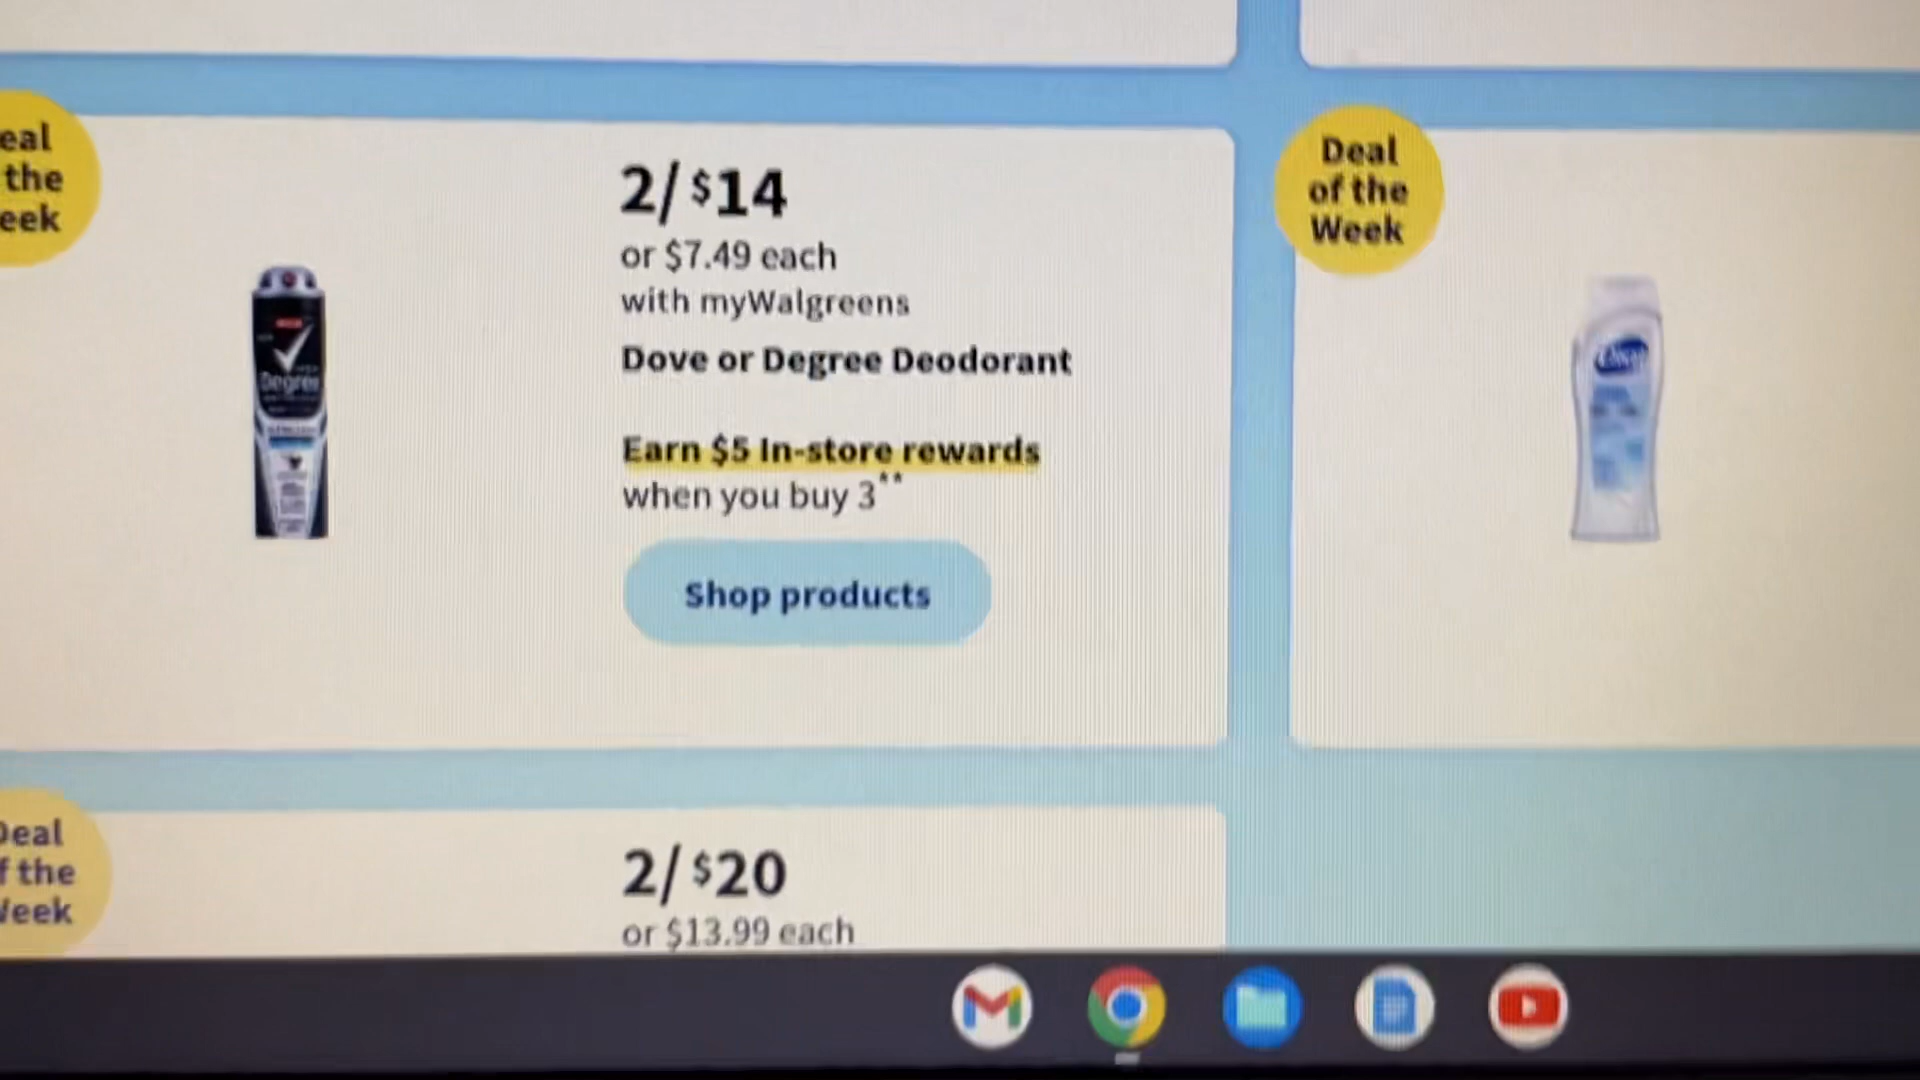 eal
the
eek
2/$14
or $7.49 each
with myWalgreens
Dove or Degree Deodorant
Earn $5 In-store rewards
when you buy 3**
Shop products
Degree
Deal
of the
Week
Deal
f the
Week
2/$20
or $13.99 each